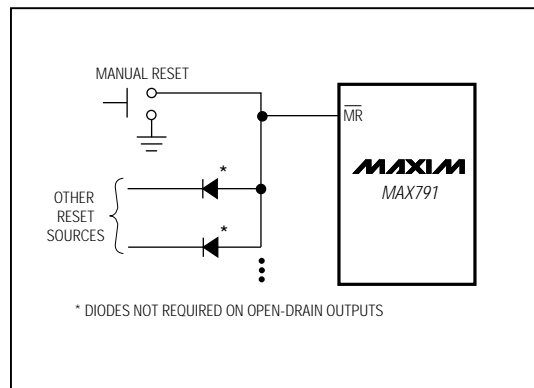 MANUAL RESET
MR
MAXIM
MAX791
*
OTHER
RESET
SOURCES
*
* DIODES NOT REQUIRED ON OPEN-DRAIN OUTPUTS